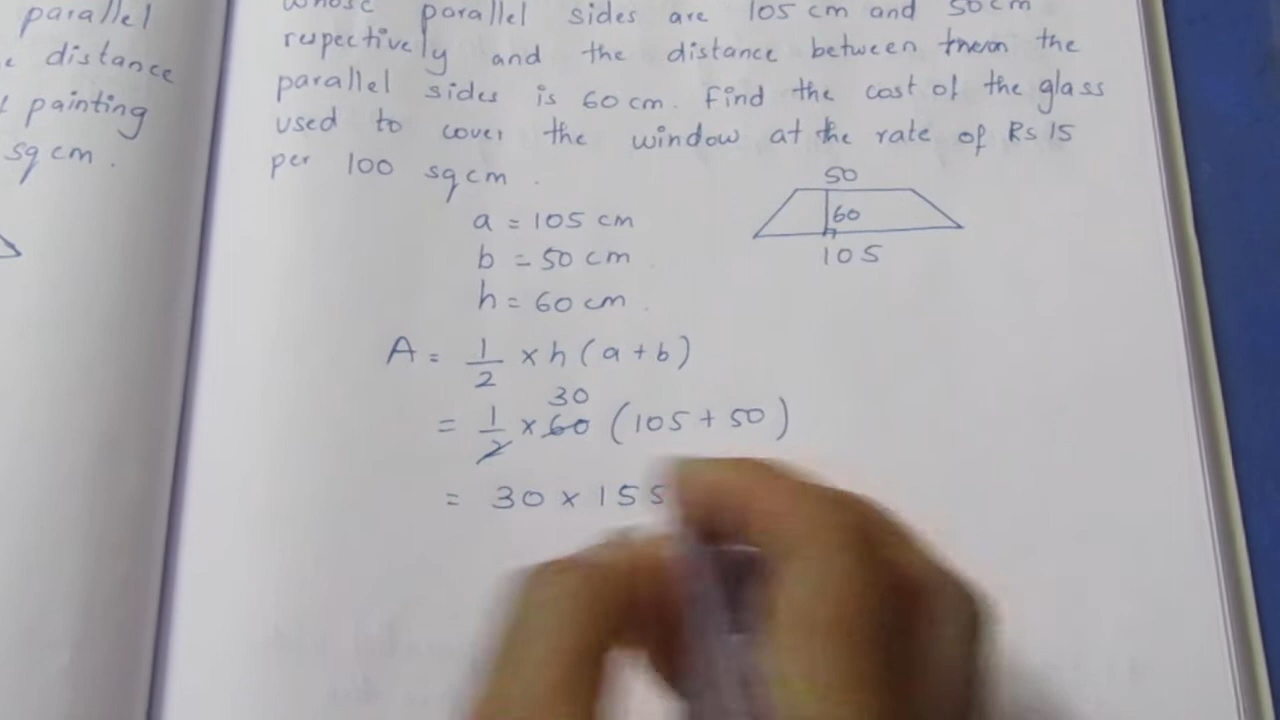 parallel
distance
painting
sq cm.
whose parallel sides are 105 cm and 50 cm
respectively and the distance between the
parallel sides is 60 cm. Find the cost of the glass
used to cover the window at the rate of Rs 15
per 100 sq cm.
50
60
105
a = 105 cm
b = 50 cm
h = 60 cm.
A = 1/2 × h (a + b)
30
= 1/2 × 60 (105 + 50)
= 30 × 155